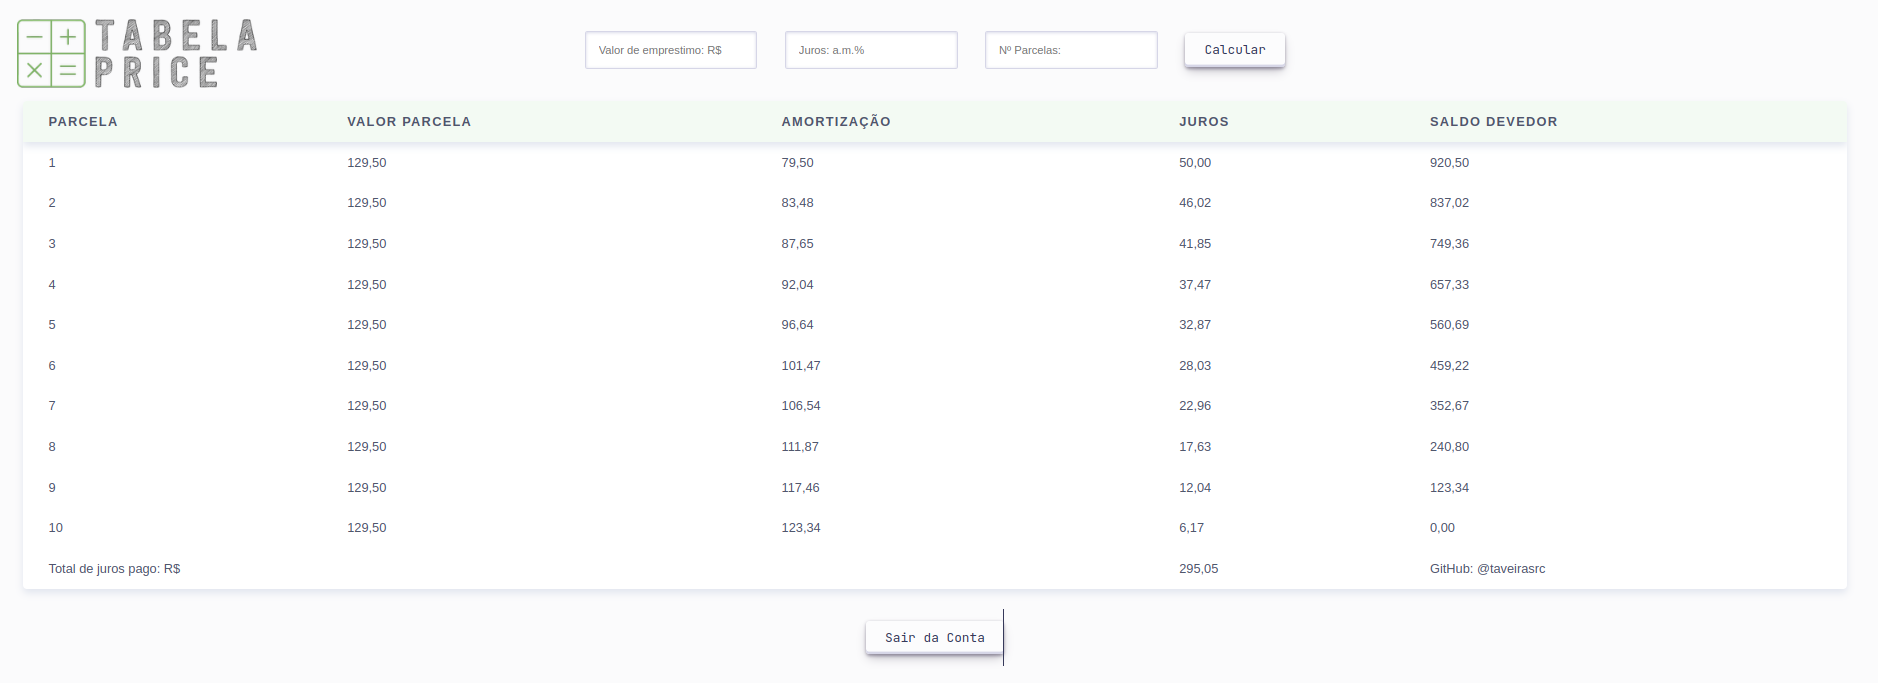 TABELA
PRICE
Valor de emprestimo: R$ Juros: a.m.% Nº Parcelas: Calcular
PARCELA VALOR PARCELA AMORTIZAÇÃO JUROS SALDO DEVEDOR
1 129,50 79,50 50,00 920,50
2 129,50 83,48 46,02 837,02
3 129,50 87,65 41,85 749,36
4 129,50 92,04 37,47 657,33
5 129,50 96,64 32,87 560,69
6 129,50 101,47 28,03 459,22
7 129,50 106,54 22,96 352,67
8 129,50 111,87 17,63 240,80
9 129,50 117,46 12,04 123,34
10 129,50 123,34 6,17 0,00
Total de juros pago: R$ 295,05 GitHub: @taveirasrc
Sair da Conta